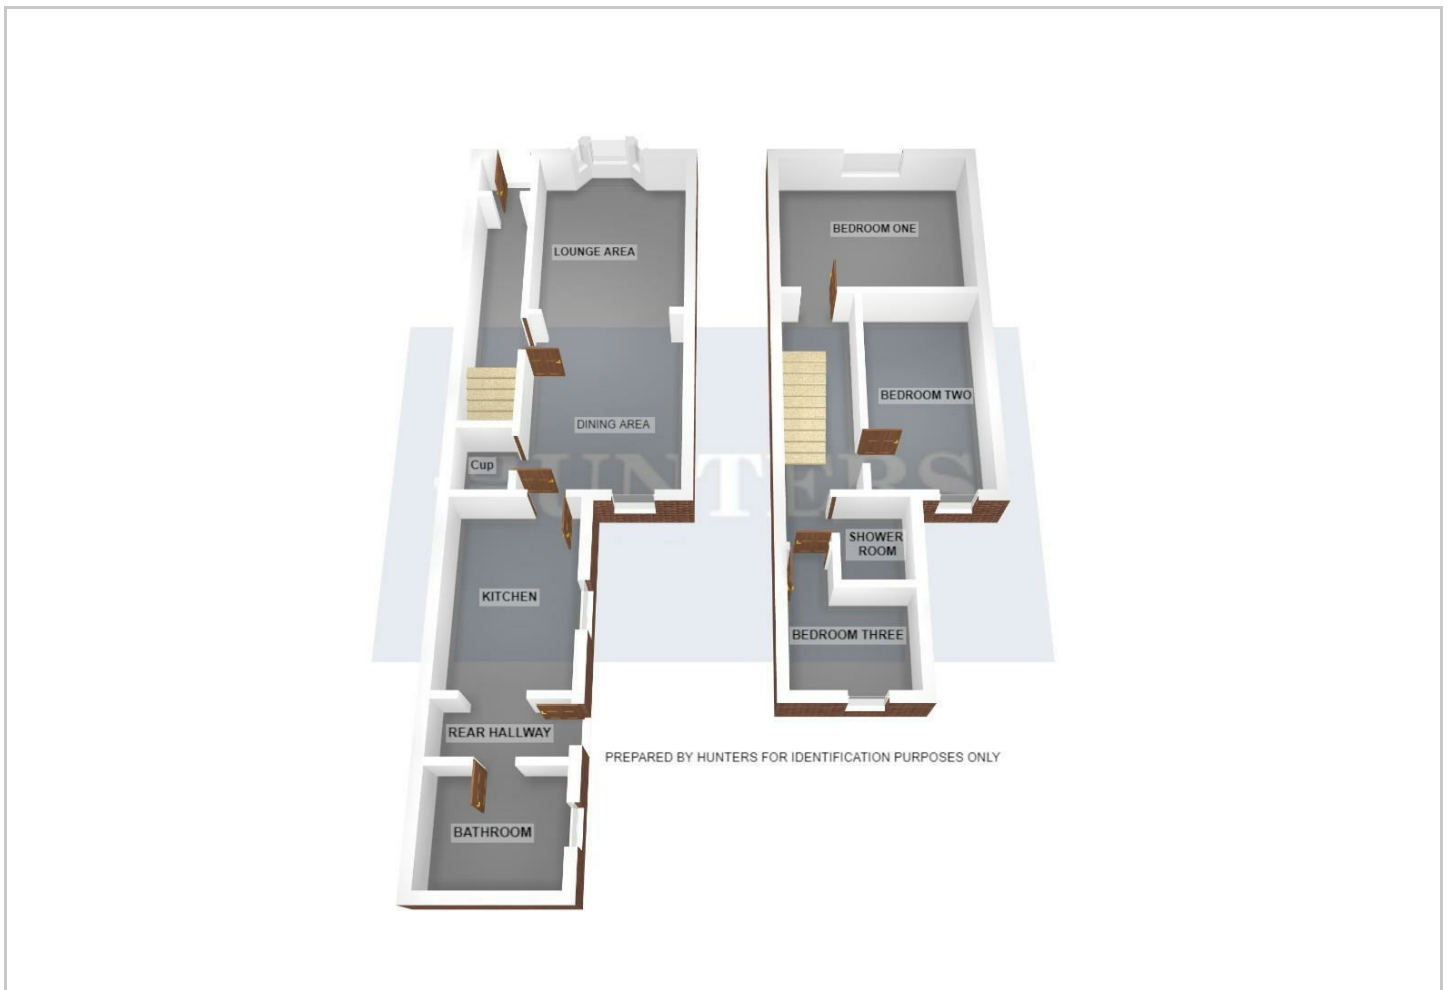 LOUNGE AREA
DINING AREA
Cup
KITCHEN
REAR HALLWAY
BATHROOM
BEDROOM ONE
BEDROOM TWO
SHOWER
ROOM
BEDROOM THREE
HUNTERS
PREPARED BY HUNTERS FOR IDENTIFICATION PURPOSES ONLY